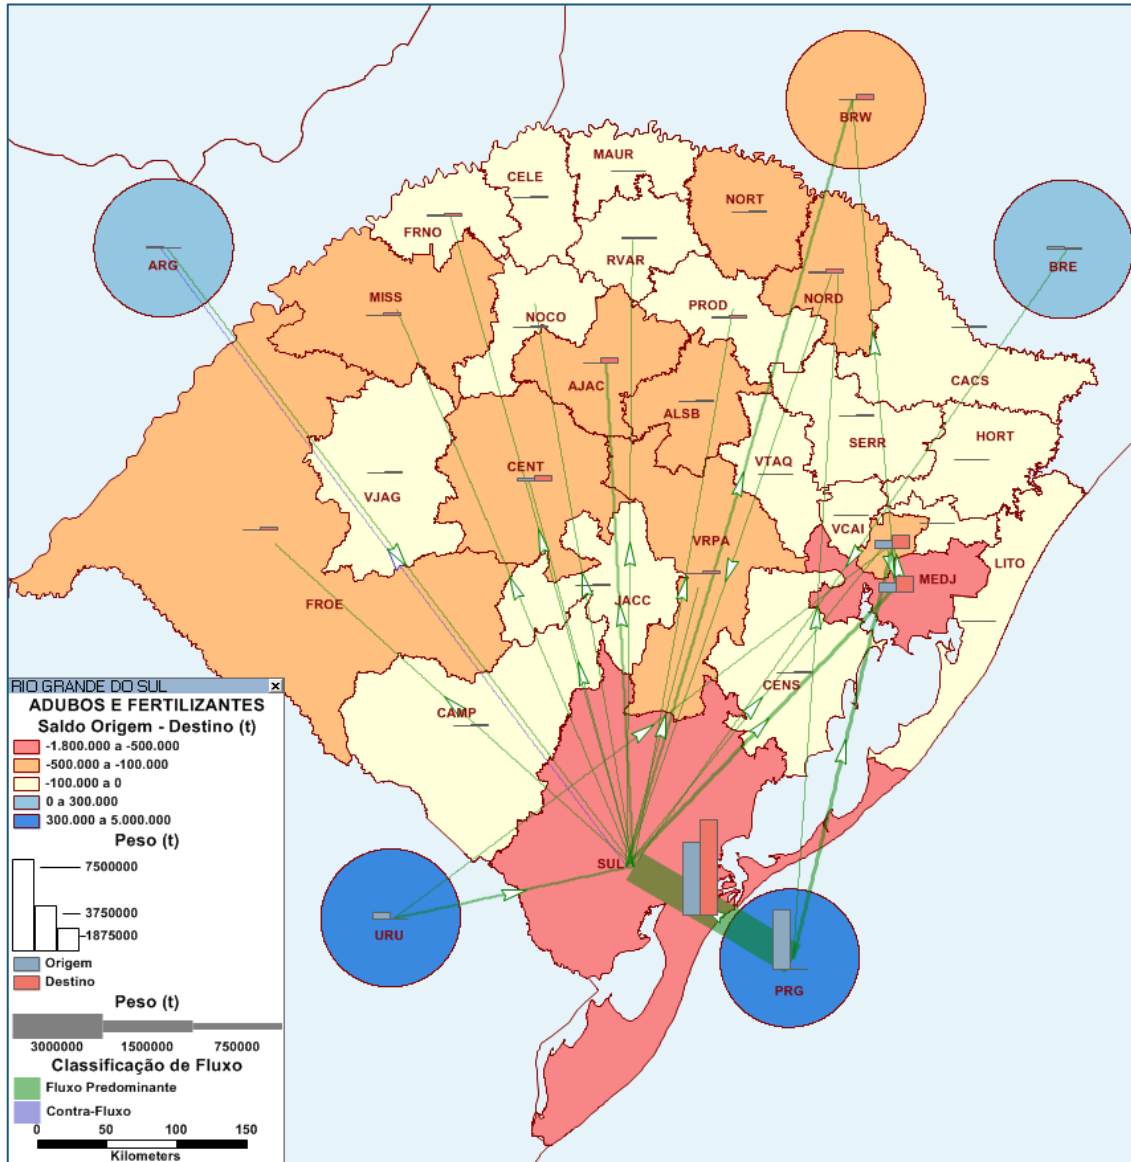 BRW
MAUR
CELE
NORT
FRNO
RVAR
ARG
BRE
MISS
NORD
PROD
NOCO
CACS
AJAC
ALSB
HORT
SERR
CENT
VTAQ
VJAG
VCAI
VRPA
LITO
MEDJ
FROE
JACC
CENS
CAMP
SUL
URU
PRG
RIO GRANDE DO SUL
ADUBOS E FERTILIZANTES
Saldo Origem - Destino (t)
-1.800.000 a -500.000
-500.000 a -100.000
-100.000 a 0
0 a 300.000
300.000 a 5.000.000
Peso (t)
7500000
3750000
1875000
Origem
Destino
Peso (t)
3000000 1500000 750000
Classificação de Fluxo
Fluxo Predominante
Contra-Fluxo
0 50 100 150
Kilometers